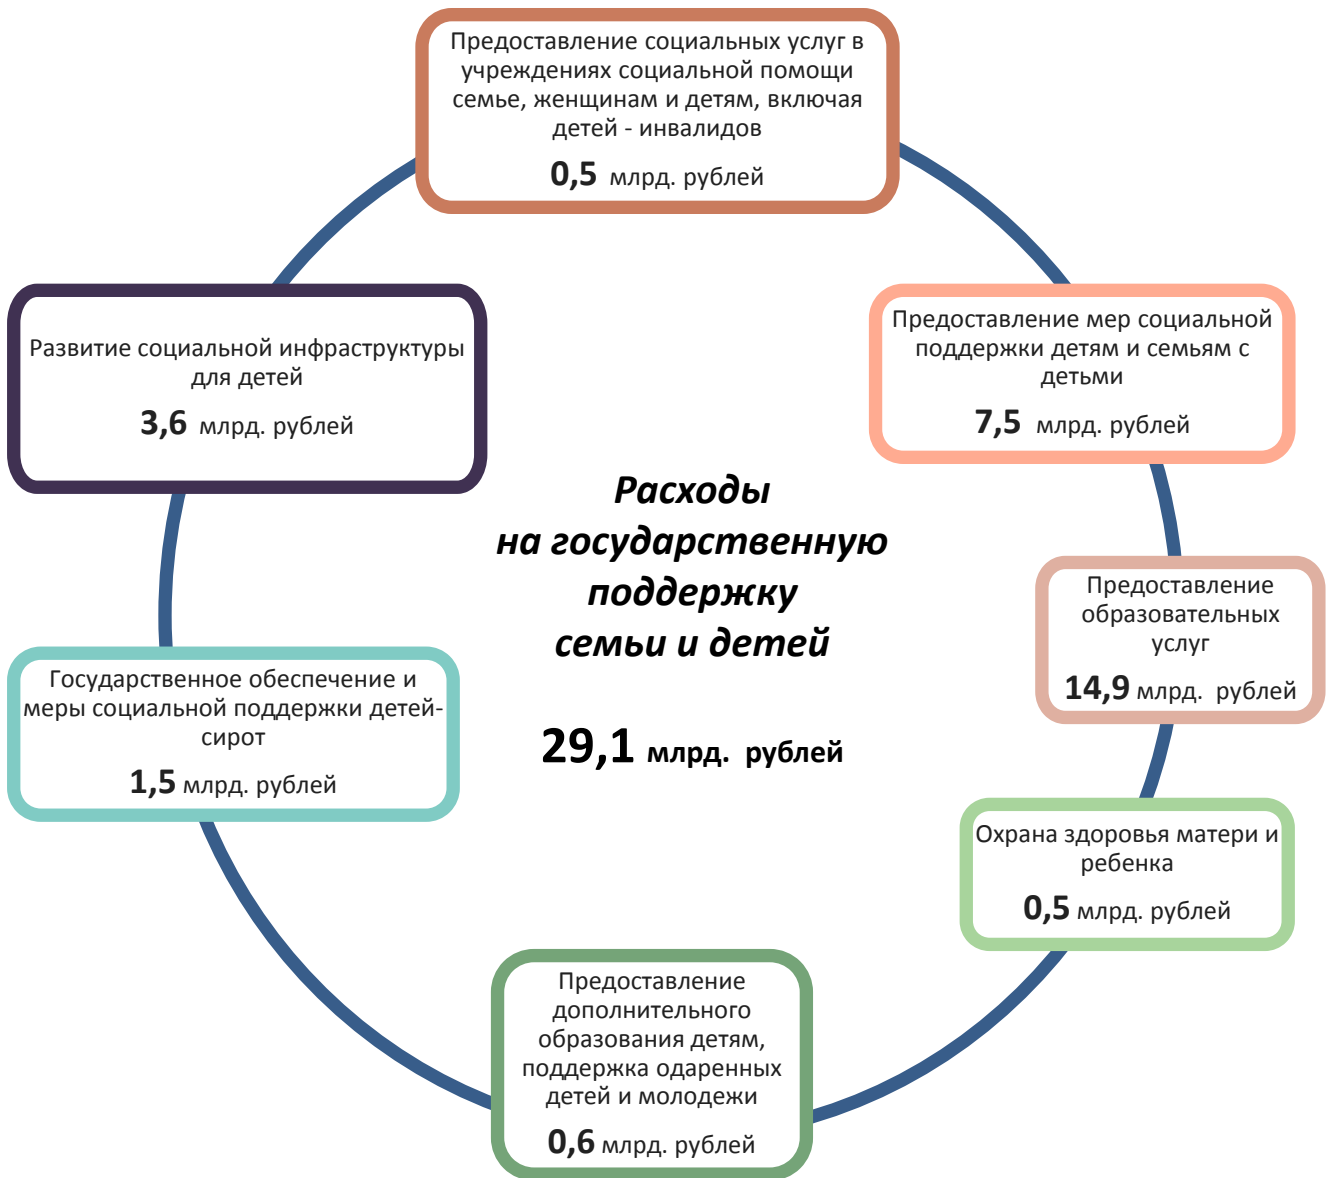 Предоставление социальных услуг в
учреждениях социальной помощи
семье, женщинам и детям, включая
детей - инвалидов
0,5 млрд. рублей
Предоставление мер социальной
поддержки детям и семьям с
детьми
7,5 млрд. рублей
Предоставление
образовательных
услуг
14,9 млрд. рублей
Охрана здоровья матери и
ребенка
0,5 млрд. рублей
Предоставление
дополнительного
образования детям,
поддержка одаренных
детей и молодежи
0,6 млрд. рублей
Государственное обеспечение и
меры социальной поддержки детей-
сирот
1,5 млрд. рублей
Развитие социальной инфраструктуры
для детей
3,6 млрд. рублей
Расходы
на государственную
поддержку
семьи и детей
29,1 млрд. рублей